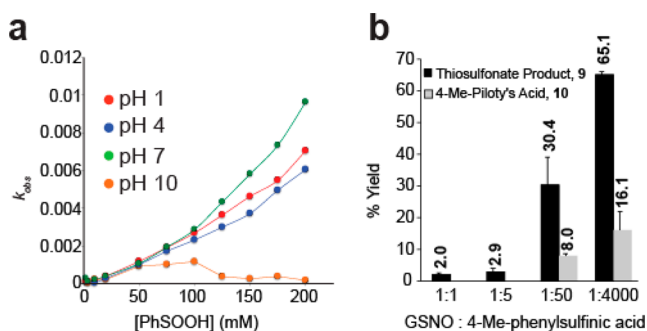 a
0.012
0.01
0.008
0.006
0.004
0.002
0
kobs
pH 1
pH 4
pH 7
pH 10
0 50 100 150 200
[PhSOOH] (mM)
b
70
60
50
40
30
20
10
0
% Yield
Thiosulfonate Product, 9
4-Me-Piloty's Acid, 10
2.0
2.9
30.4
8.0
65.1
16.1
1:1 1:5 1:50 1:4000
GSNO : 4-Me-phenylsulfinic acid